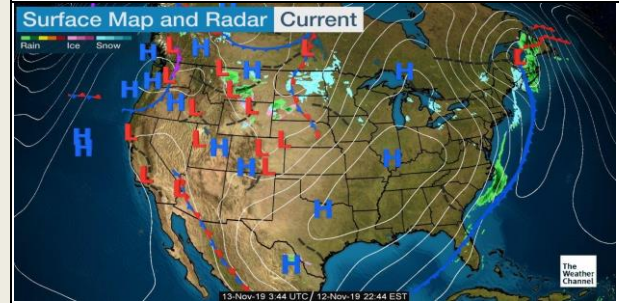 Surface Map and Radar Current
Rain Ice Snow
L
H
L
H
H
L
L
H
H
L
H
H
L
H
L
L
L
H
L
L
L
H
L
H
H
L
H
L
L
H
H
The
Weather
Channel
13-Nov-19 3:44 UTC / 12-Nov-19 22:44 EST